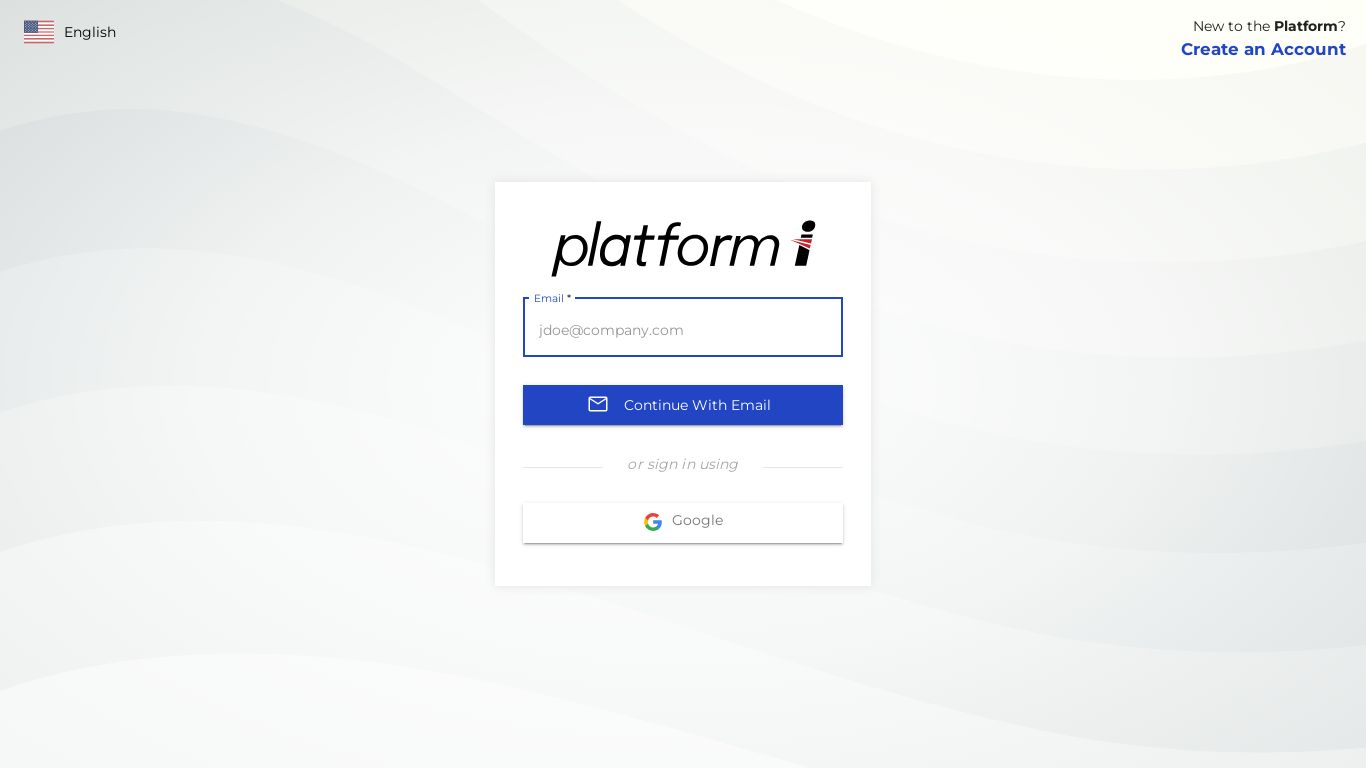 English
New to the Platform?
Create an Account
platform i
Email *
jdoe@company.com
Continue With Email
or sign in using
Google